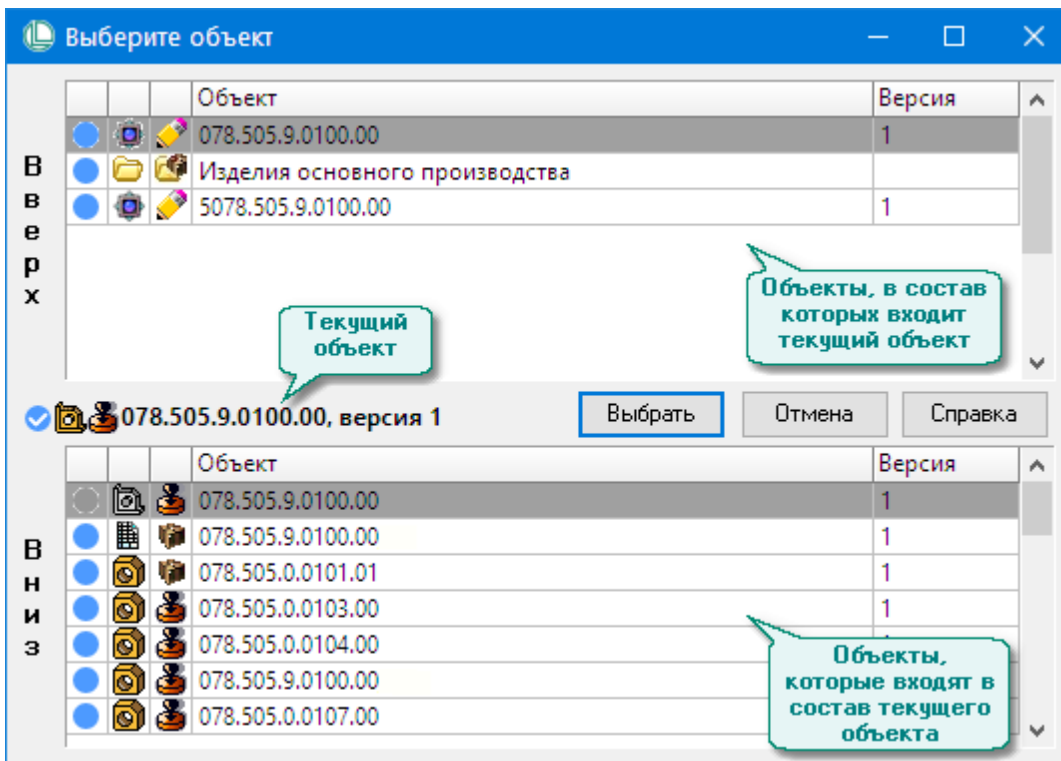 Выберите объект
Объект Версия
078.505.9.0100.00 1
Изделия основного производства
5078.505.9.0100.00 1
Вверх
Объекты, в состав
которых входит
текущий объект
Текущий
объект
078.505.9.0100.00, версия 1
Выбрать Отмена Справка
Объект Версия
078.505.9.0100.00 1
078.505.9.0100.00 1
078.505.0.0101.01 1
078.505.0.0103.00 1
078.505.0.0104.00
078.505.9.0100.00
078.505.0.0107.00
Вниз
Объекты,
которые входят в
состав текущего
объекта